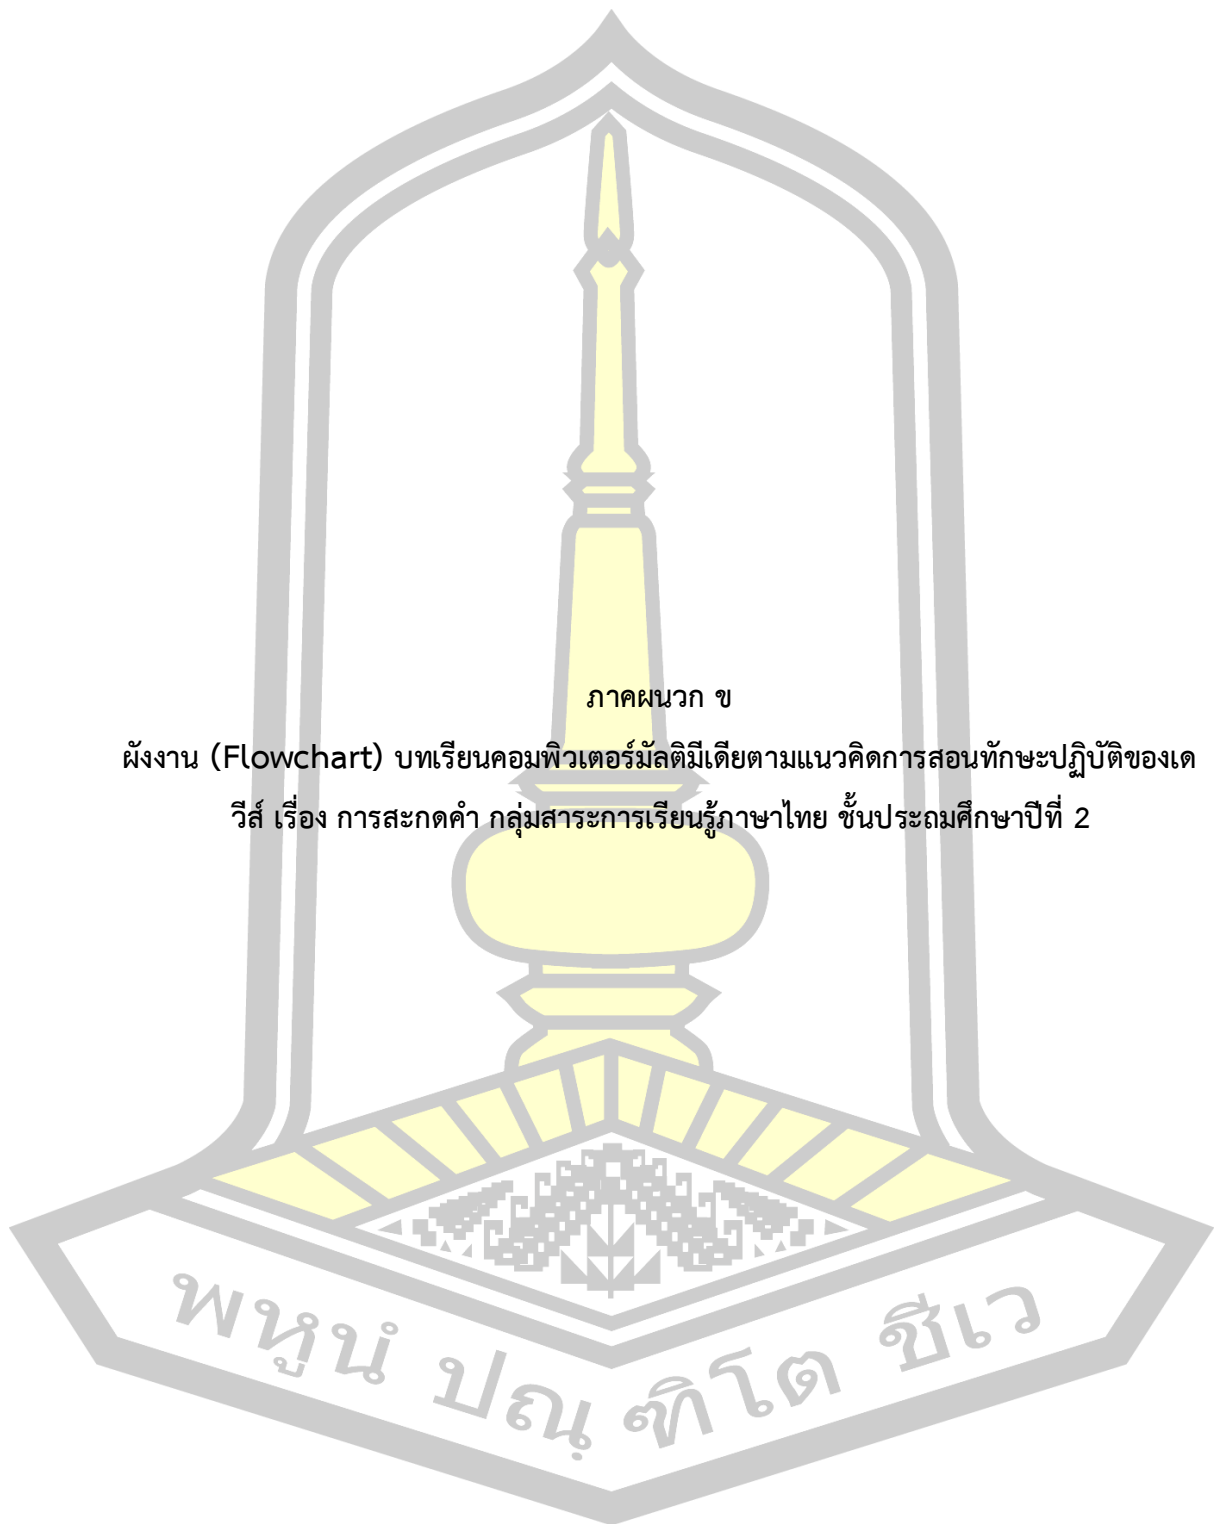 ภาคผนวก ข
ผังงาน (Flowchart) บทเรียนคอมพิวเตอร์มัลติมีเดียตามแนวคิดการสอนทักษะปฏิบัติของเด
วีส์ เรื่อง การสะกดคำ กลุ่มสาระการเรียนรู้ภาษาไทย ชั้นประถมศึกษาปีที่ 2
พหูนํ ปณฺฑิโต ชีเว